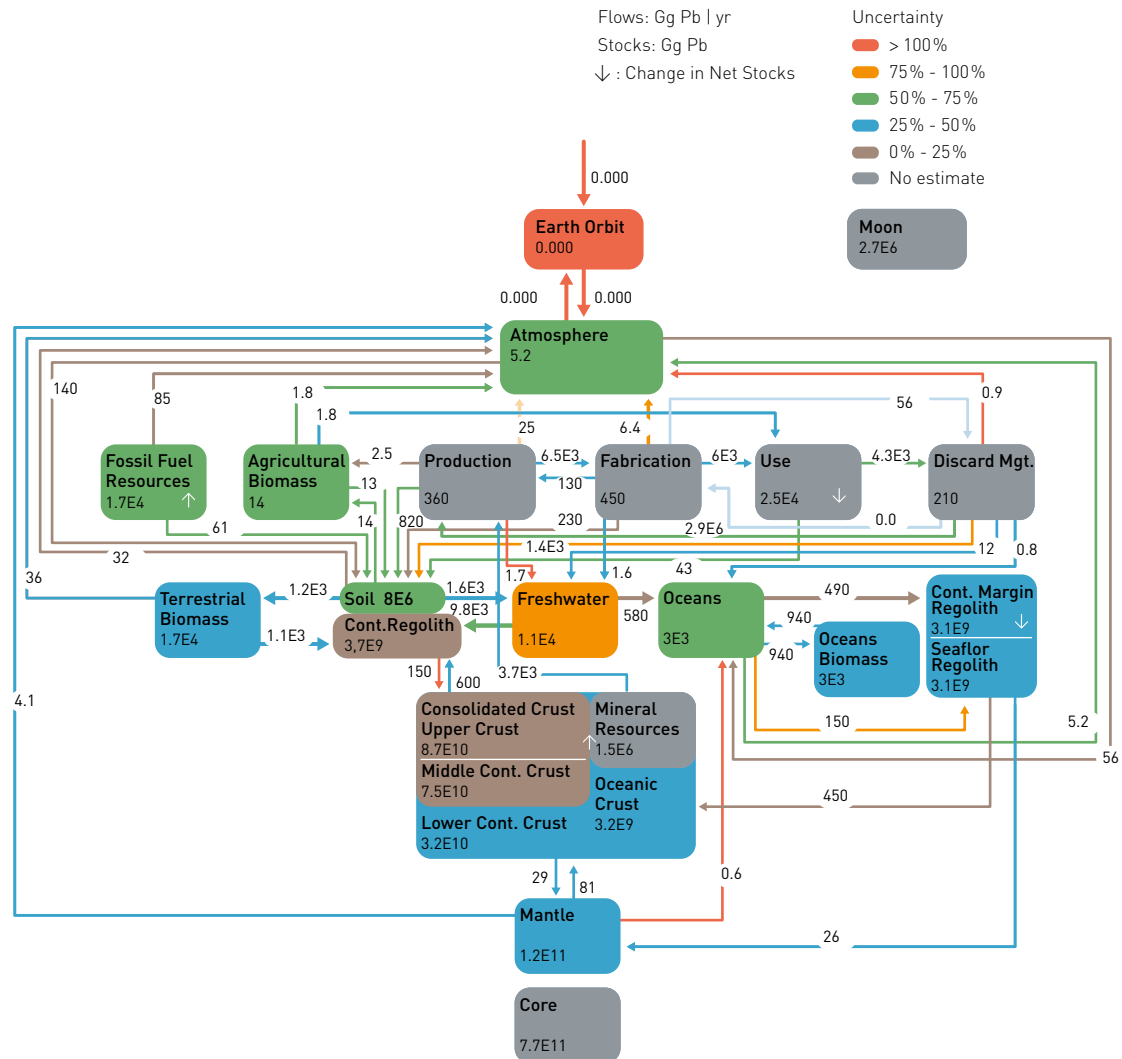 Flows: Gg Pb | yr
Stocks: Gg Pb
↓ : Change in Net Stocks
Uncertainty
> 100%
75% - 100%
50% - 75%
25% - 50%
0% - 25%
No estimate
0.000
Earth Orbit
0.000
Moon
2.7E6
0.000
0.000
Atmosphere
5.2
140
85
1.8
1.8
25
6.4
56
0.9
Fossil Fuel
Resources
1.7E4
Agricultural
Biomass
14
2.5
Production
360
6.5E3
130
Fabrication
450
6E3
Use
2.5E4
4.3E3
Discard Mgt.
210
13
14
820
230
2.9E6
0.0
61
32
1.4E3
12
0.8
36
43
1.7
1.6
Terrestrial
Biomass
1.7E4
1.2E3
1.1E3
Soil 8E6
Cont.Regolith
3,7E9
1.6E3
9.8E3
Freshwater
1.1E4
580
Oceans
3E3
490
940
940
Oceans
Biomass
3E3
Cont. Margin
Regolith
3.1E9
Seaflor
Regolith
3.1E9
150
600
3.7E3
4.1
150
5.2
56
Consolidated Crust
Upper Crust
8.7E10
Middle Cont. Crust
7.5E10
Lower Cont. Crust
3.2E10
Mineral
Resources
1.5E6
Oceanic
Crust
3.2E9
450
29
81
0.6
Mantle
1.2E11
26
Core
7.7E11